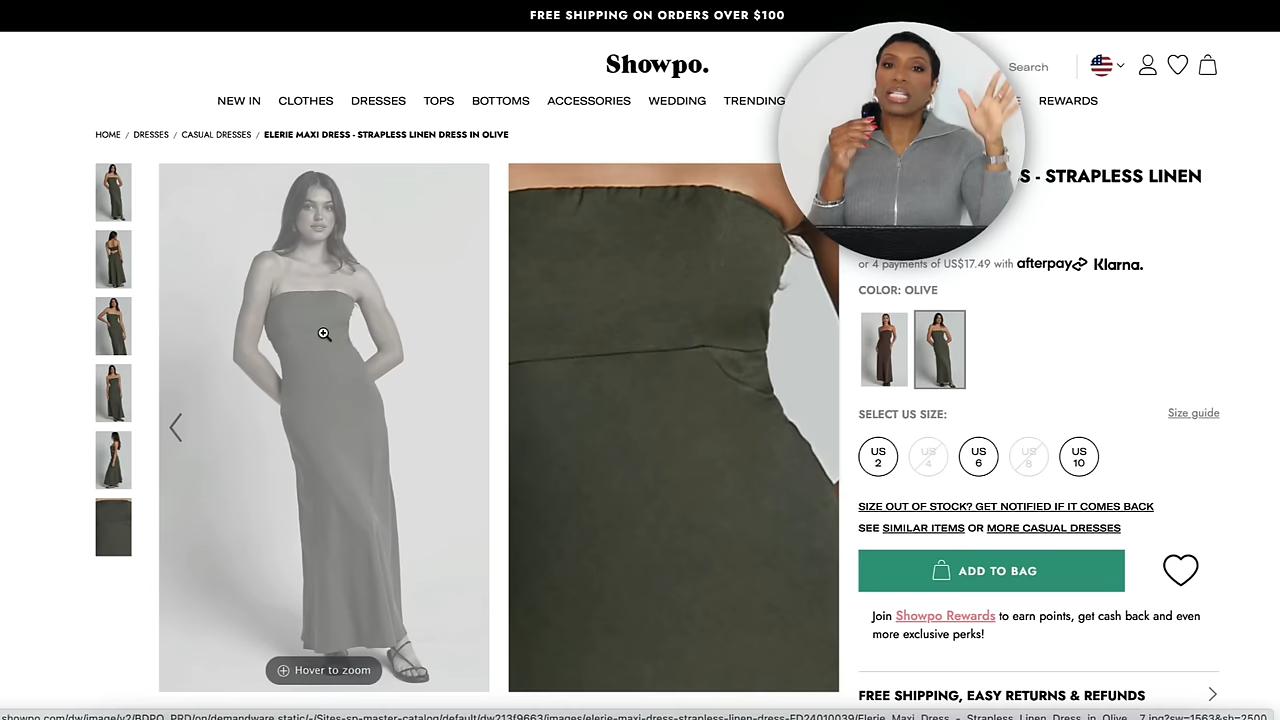 FREE SHIPPING ON ORDERS OVER $100
Showpo.
Search
NEW IN CLOTHES DRESSES TOPS BOTTOMS ACCESSORIES WEDDING TRENDING REWARDS
HOME / DRESSES / CASUAL DRESSES / ELERIE MAXI DRESS - STRAPLESS LINEN DRESS IN OLIVE
S - STRAPLESS LINEN
or 4 payments of US$17.49 with afterpay Klarna.
COLOR: OLIVE
SELECT US SIZE:
Size guide
US 2
US 4
US 6
US 8
US 10
SIZE OUT OF STOCK? GET NOTIFIED IF IT COMES BACK
SEE SIMILAR ITEMS OR MORE CASUAL DRESSES
ADD TO BAG
Join Showpo Rewards to earn points, get cash back and even
more exclusive perks!
Hover to zoom
FREE SHIPPING, EASY RETURNS & REFUNDS